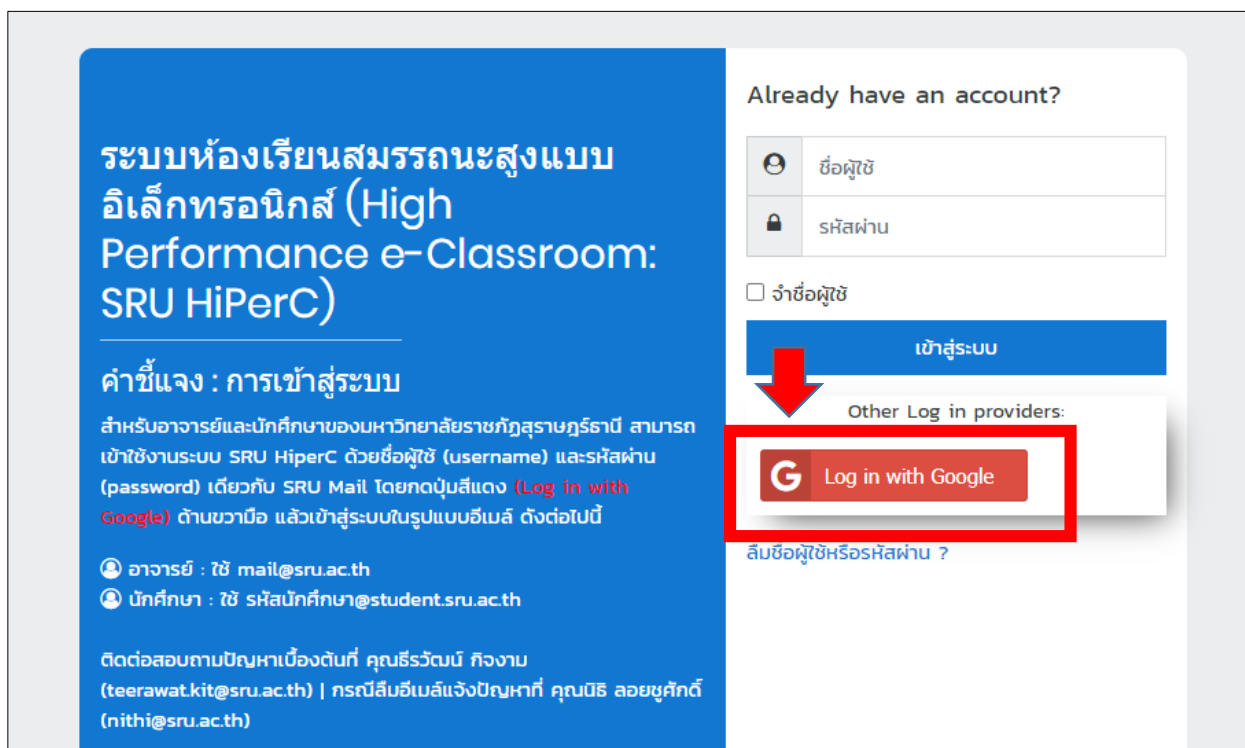 ระบบห้องเรียนสมรรถนะสูงแบบ
อิเล็กทรอนิกส์ (High
Performance e-Classroom:
SRU HiPerC)
คำชี้แจง : การเข้าสู่ระบบ
สำหรับอาจารย์และนักศึกษาของมหาวิทยาลัยราชภัฏสุราษฎร์ธานี สามารถ
เข้าใช้งานระบบ SRU HiperC ด้วยชื่อผู้ใช้ (username) และรหัสผ่าน
(password) เดียวกับ SRU Mail โดยกดปุ่มสีแดง (Log in with
Google) ด้านขวามือ แล้วเข้าสู่ระบบในรูปแบบอีเมล์ ดังต่อไปนี้
อาจารย์ : ใช้ mail@sru.ac.th
นักศึกษา : ใช้ รหัสนักศึกษา@student.sru.ac.th
ติดต่อสอบถามปัญหาเบื้องต้นที่ คุณธีรวัฒน์ กิจงาม
(teerawat.kit@sru.ac.th) | กรณีลืมอีเมล์แจ้งปัญหาที่ คุณนิธิ ลอยชูศักดิ์
(nithi@sru.ac.th)
Already have an account?
ชื่อผู้ใช้
รหัสผ่าน
จำชื่อผู้ใช้
เข้าสู่ระบบ
Other Log in providers:
G Log in with Google
ลืมชื่อผู้ใช้หรือรหัสผ่าน ?